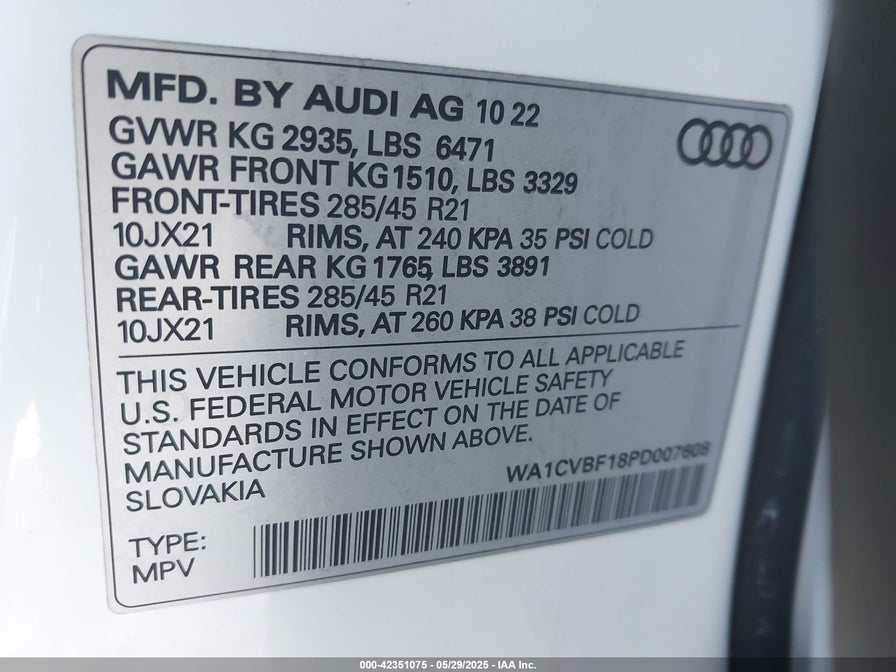 MFD. BY AUDI AG 10 22
GVWR KG 2935, LBS 6471
GAWR FRONT KG1510, LBS 3329
FRONT-TIRES 285/45 R21
10JX21 RIMS, AT 240 KPA 35 PSI COLD
GAWR REAR KG 1765, LBS 3891
REAR-TIRES 285/45 R21
10JX21 RIMS, AT 260 KPA 38 PSI COLD
THIS VEHICLE CONFORMS TO ALL APPLICABLE
U.S. FEDERAL MOTOR VEHICLE SAFETY
STANDARDS IN EFFECT ON THE DATE OF
MANUFACTURE SHOWN ABOVE.
SLOVAKIA
WA1CVBF18PD007608
TYPE:
MPV
000-42351075 - 05/29/2025 - IAA Inc.